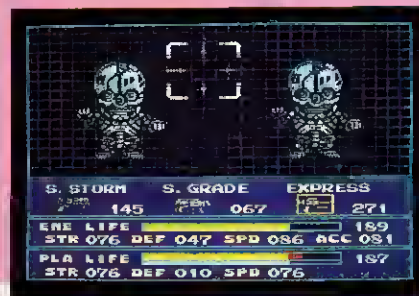 S. STORM S. GRADE EXPRESS
145 067 271
ENE LIFE 189
STR 076 DEF 047 SPD 086 ACC 081
PLA LIFE 187
STR 076 DEF 010 SPD 076